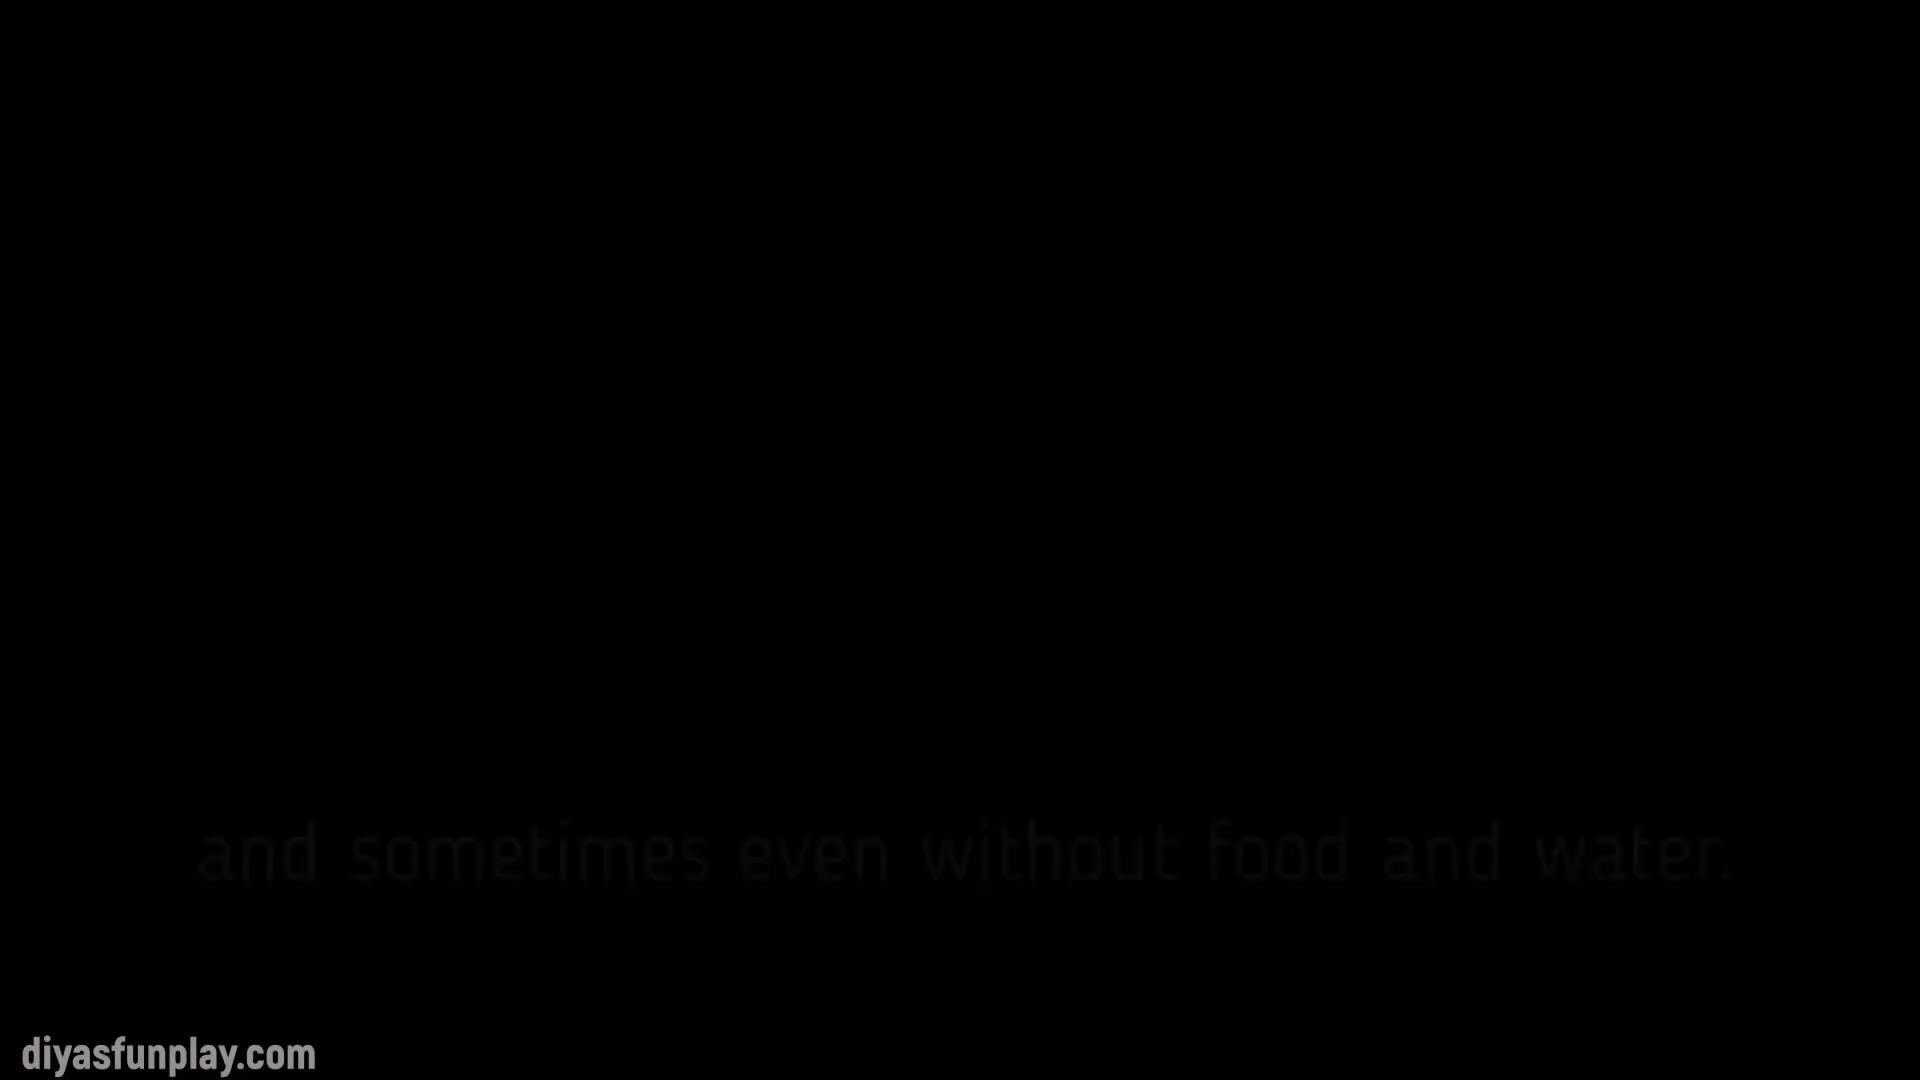 and sometimes even without food and water.
diyasfunplay.com